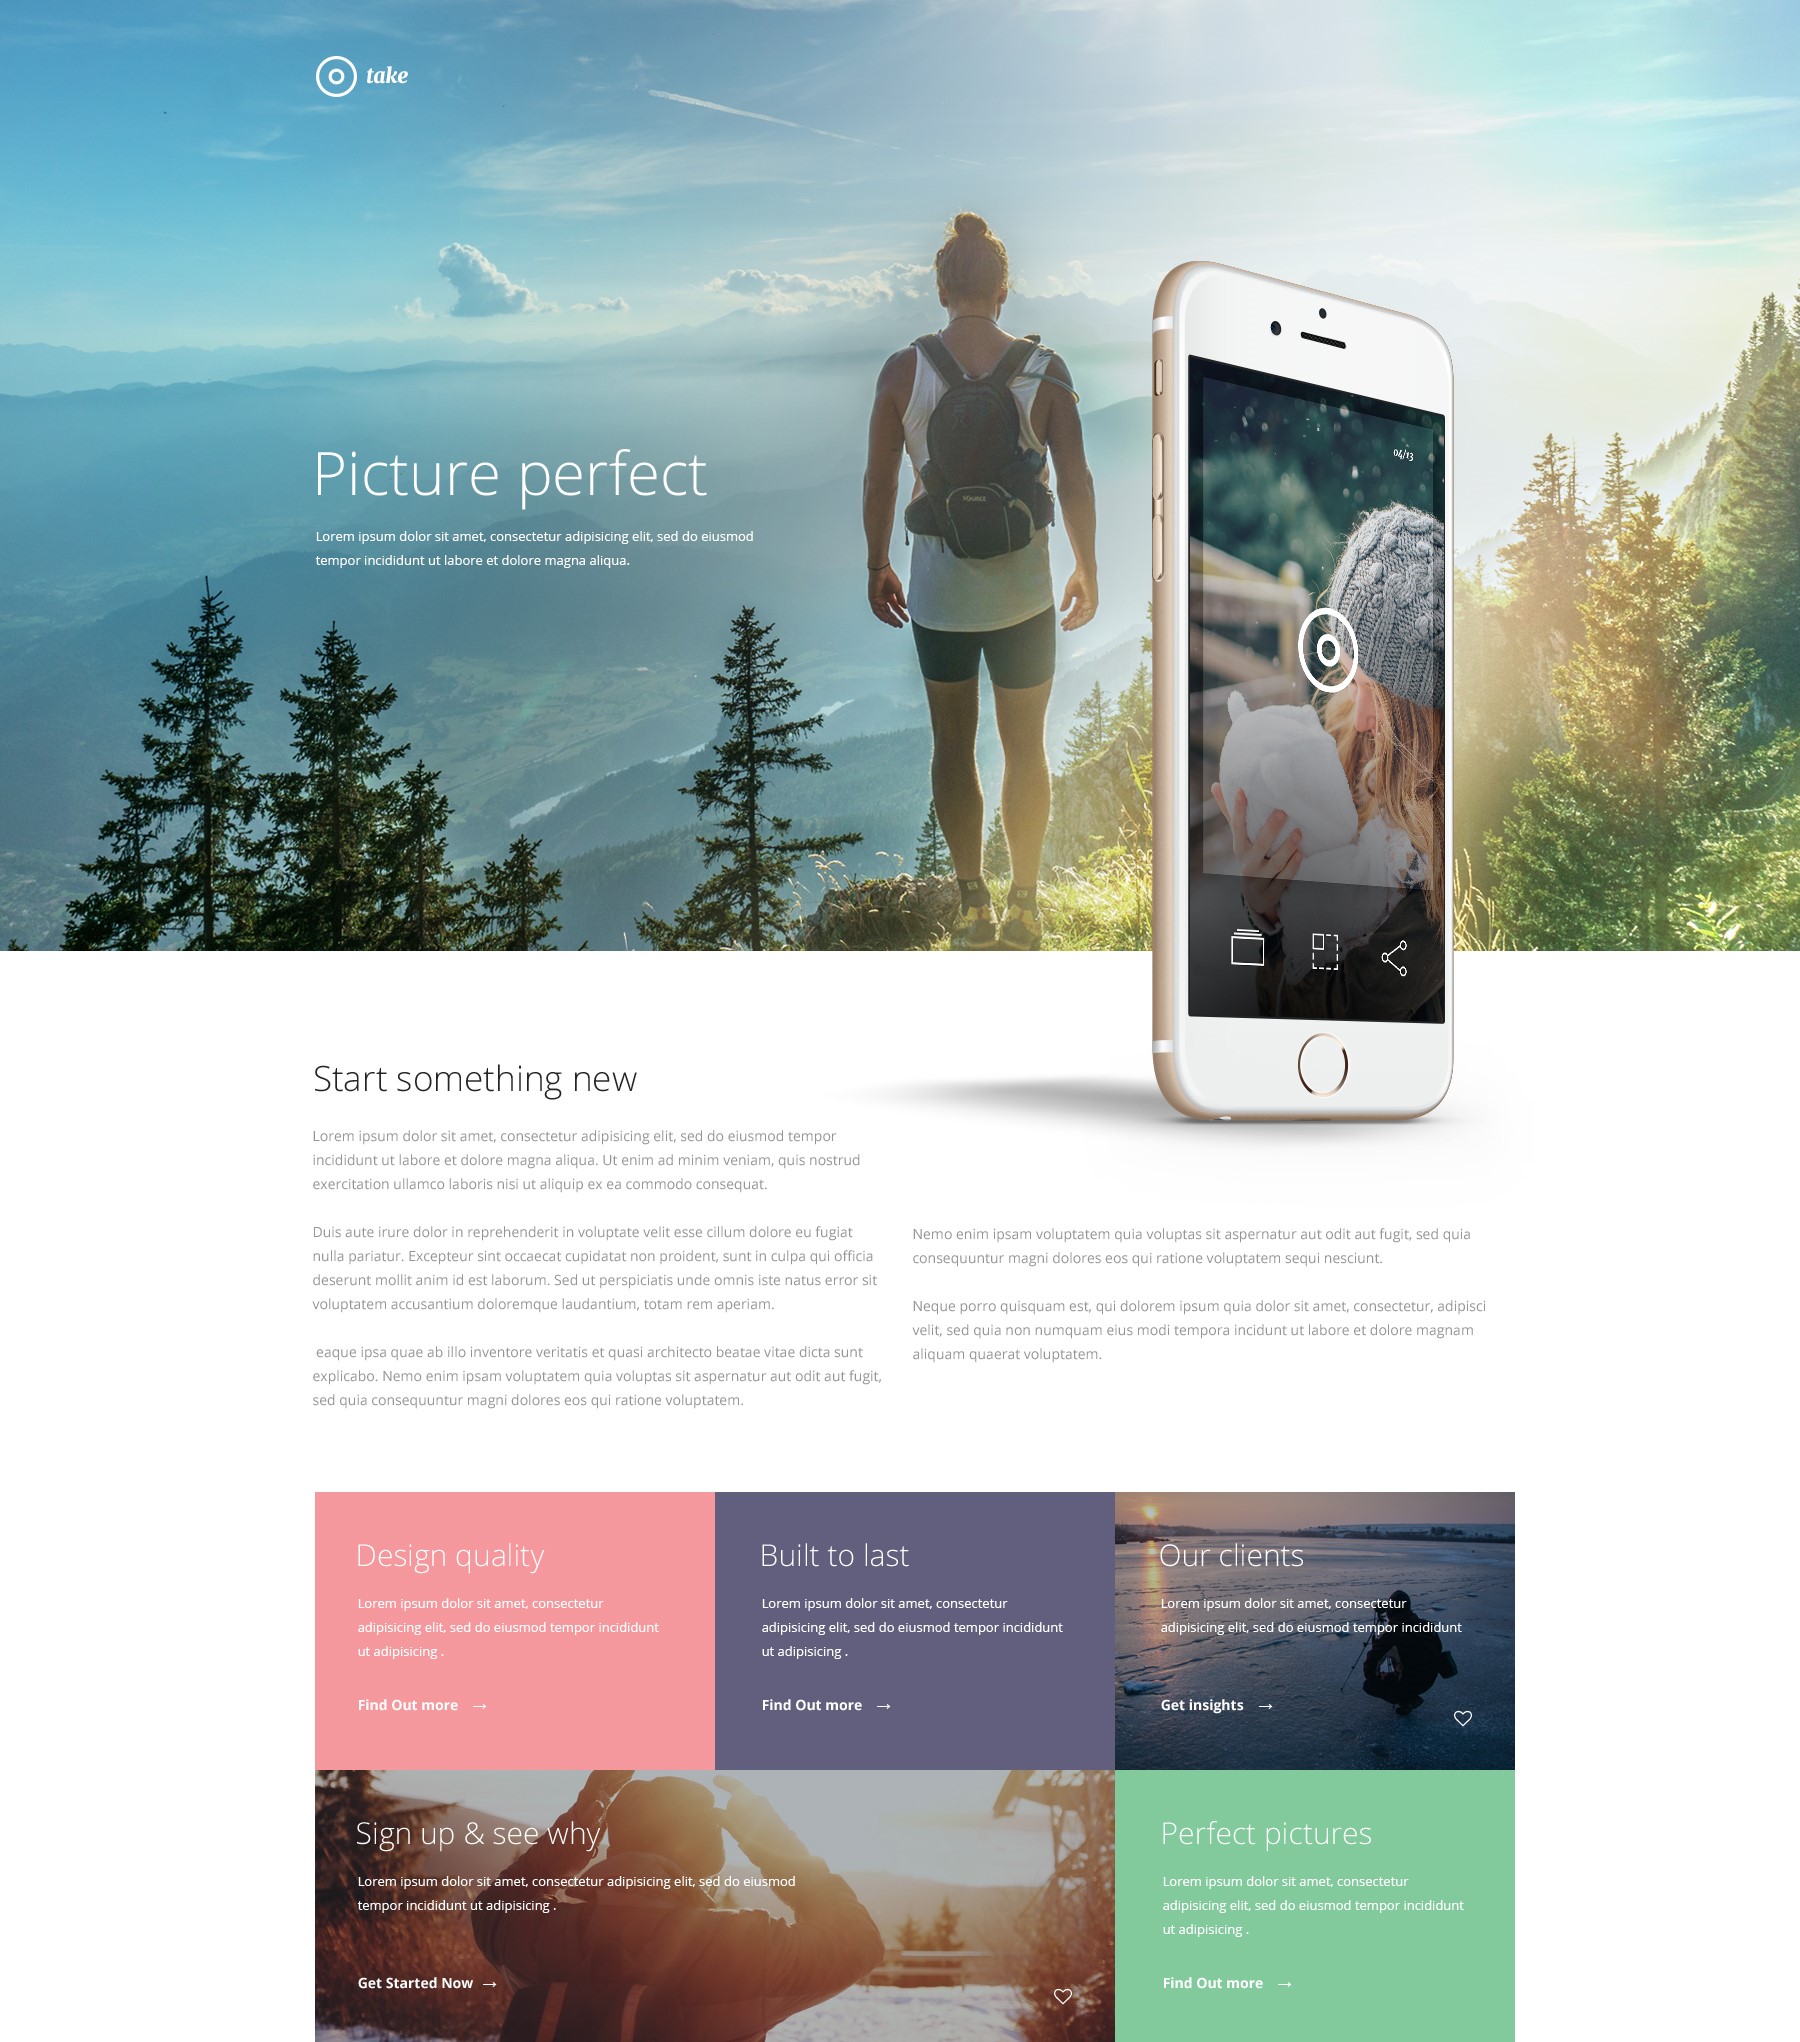 take
04/13
Picture perfect
Lorem ipsum dolor sit amet, consectetur adipisicing elit, sed do eiusmod
tempor incididunt ut labore et dolore magna aliqua.
SOURCE
Start something new
Lorem ipsum dolor sit amet, consectetur adipisicing elit, sed do eiusmod tempor
incididunt ut labore et dolore magna aliqua. Ut enim ad minim veniam, quis nostrud
exercitation ullamco laboris nisi ut aliquip ex ea commodo consequat.
Duis aute irure dolor in reprehenderit in voluptate velit esse cillum dolore eu fugiat
nulla pariatur. Excepteur sint occaecat cupidatat non proident, sunt in culpa qui officia
deserunt mollit anim id est laborum. Sed ut perspiciatis unde omnis iste natus error sit
voluptatem accusantium doloremque laudantium, totam rem aperiam.
eaque ipsa quae ab illo inventore veritatis et quasi architecto beatae vitae dicta sunt
explicabo. Nemo enim ipsam voluptatem quia voluptas sit aspernatur aut odit aut fugit,
sed quia consequuntur magni dolores eos qui ratione voluptatem.
Nemo enim ipsam voluptatem quia voluptas sit aspernatur aut odit aut fugit, sed quia
consequuntur magni dolores eos qui ratione voluptatem sequi nesciunt.
Neque porro quisquam est, qui dolorem ipsum quia dolor sit amet, consectetur, adipisci
velit, sed quia non numquam eius modi tempora incidunt ut labore et dolore magnam
aliquam quaerat voluptatem.
Design quality
Lorem ipsum dolor sit amet, consectetur
adipisicing elit, sed do eiusmod tempor incididunt
ut adipisicing .
Find Out more →
Built to last
Lorem ipsum dolor sit amet, consectetur
adipisicing elit, sed do eiusmod tempor incididunt
ut adipisicing .
Find Out more →
Our clients
Lorem ipsum dolor sit amet, consectetur
adipisicing elit, sed do eiusmod tempor incididunt
Get insights →
Sign up & see why
Lorem ipsum dolor sit amet, consectetur adipisicing elit, sed do eiusmod
tempor incididunt ut adipisicing .
Get Started Now →
Perfect pictures
Lorem ipsum dolor sit amet, consectetur
adipisicing elit, sed do eiusmod tempor incididunt
ut adipisicing .
Find Out more →